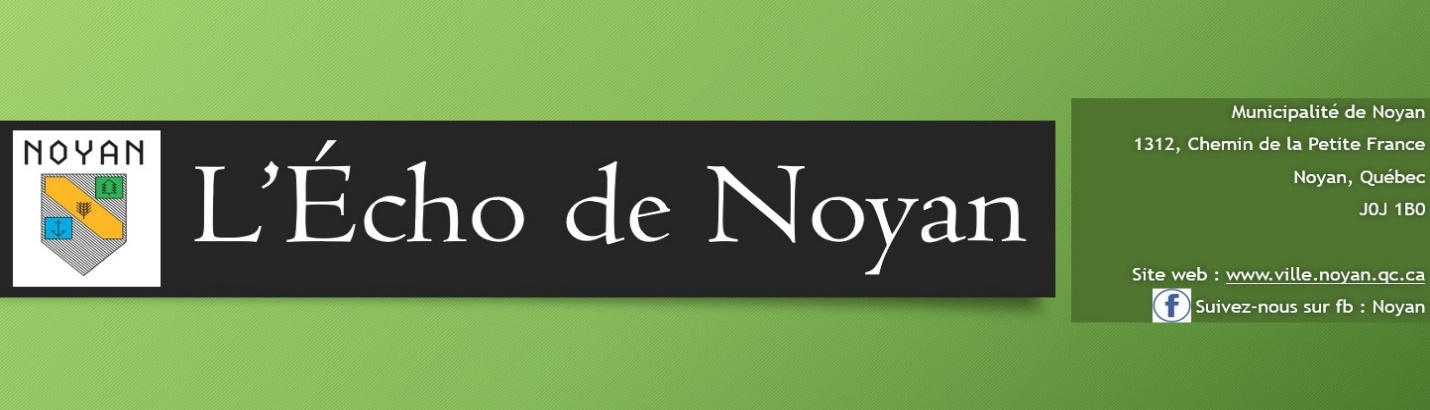 NOYAN
L'Écho de Noyan
Municipalité de Noyan
1312, Chemin de la Petite France
Noyan, Québec
J0J 1B0
Site web : www.ville.noyan.qc.ca
f Suivez-nous sur fb : Noyan